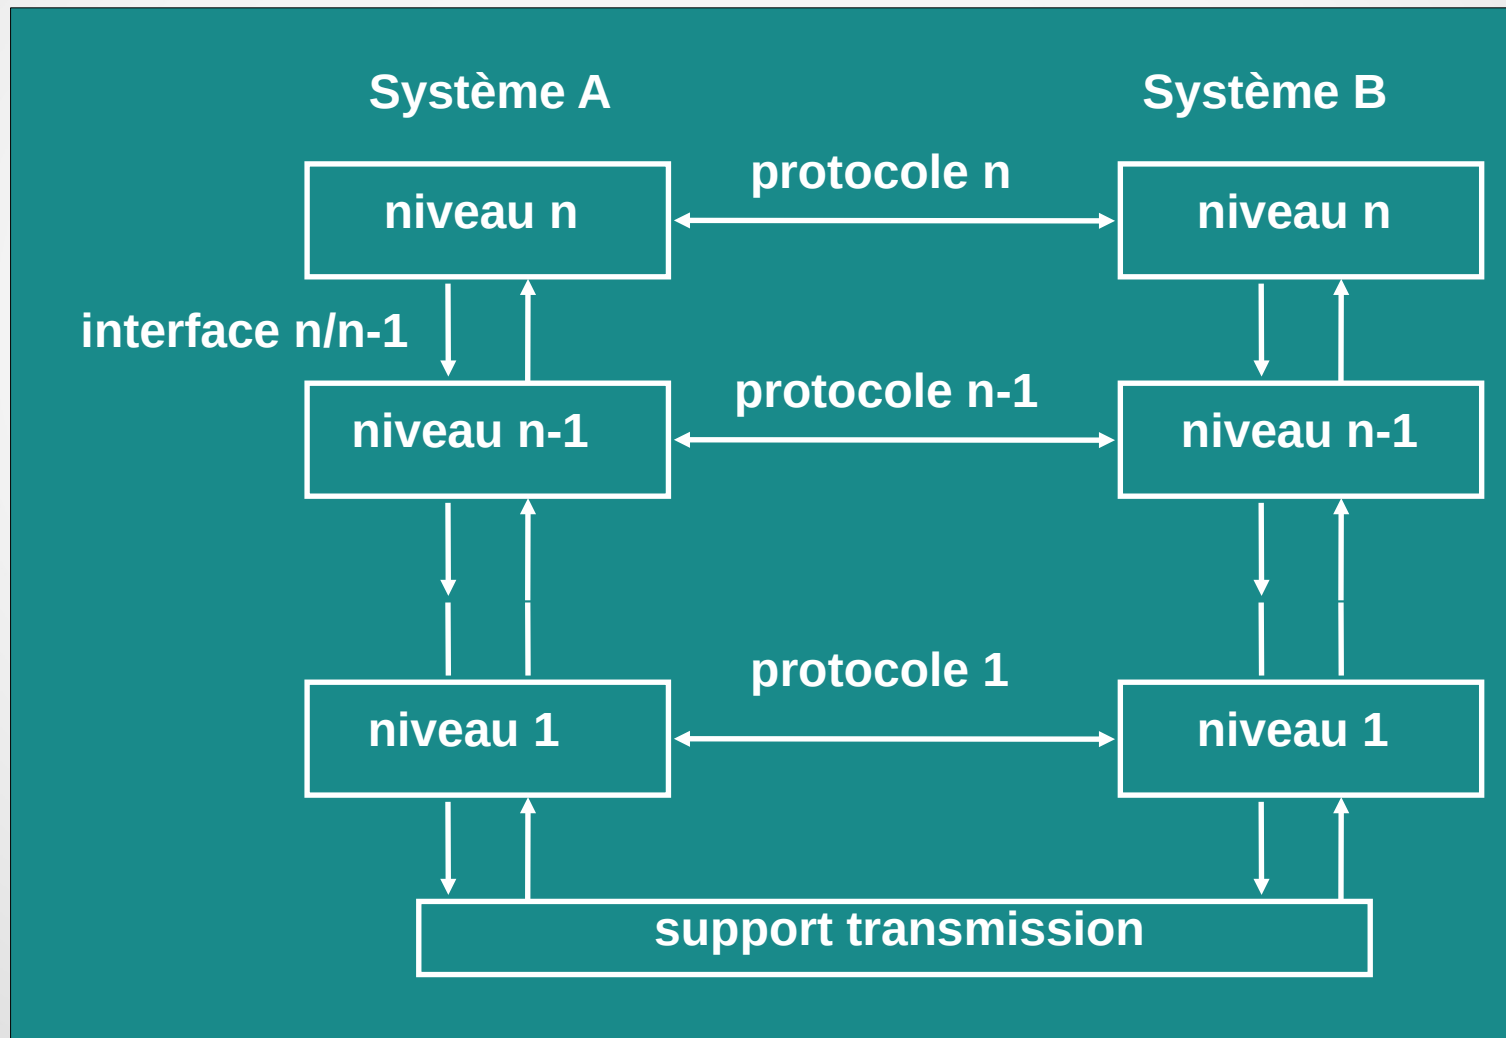 Système A
Système B
protocole n
niveau n
niveau n
interface n/n-1
protocole n-1
niveau n-1
niveau n-1
protocole 1
niveau 1
niveau 1
support transmission